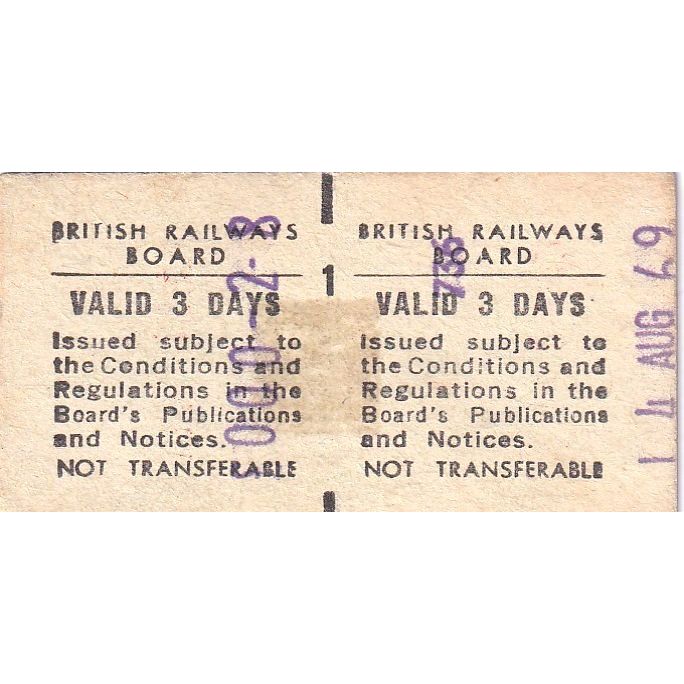 BRITISH RAILWAYS
BOARD
VALID 3 DAYS
Issued subject to
the Conditions and
Regulations in the
Board's Publications
and Notices.
NOT TRANSFERABLE
1
BRITISH RAILWAYS
BOARD
VALID 3 DAYS
Issued subject to
the Conditions and
Regulations in the
Board's Publications
and Notices.
NOT TRANSFERABLE
14 AUG 69